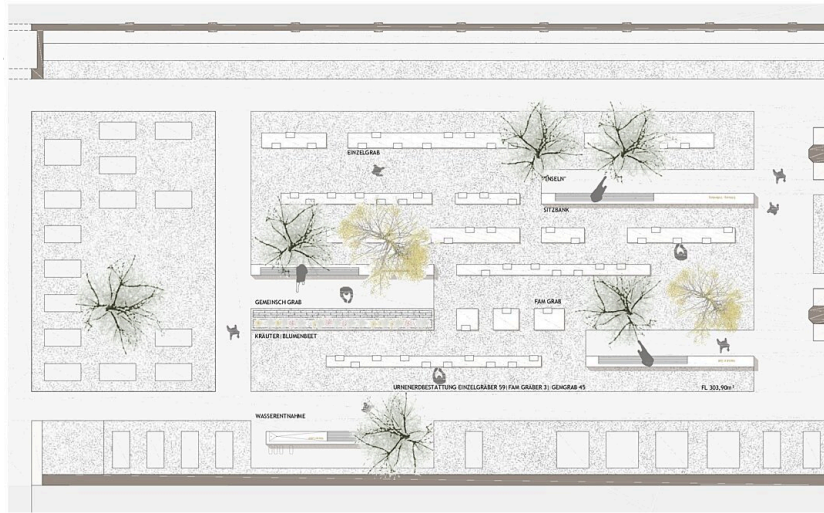 EINZELGRAB
"INSELN"
SITZBANK
GEMEINSCH GRAB
FAM GRAB
KRÄUTER|BLUMENBEET
URNENERDBESTATTUNG EINZELGRÄBER 59| FAM GRÄBER 3| GEMGRAB 45
FL 303,90m²
WASSERENTNAHME